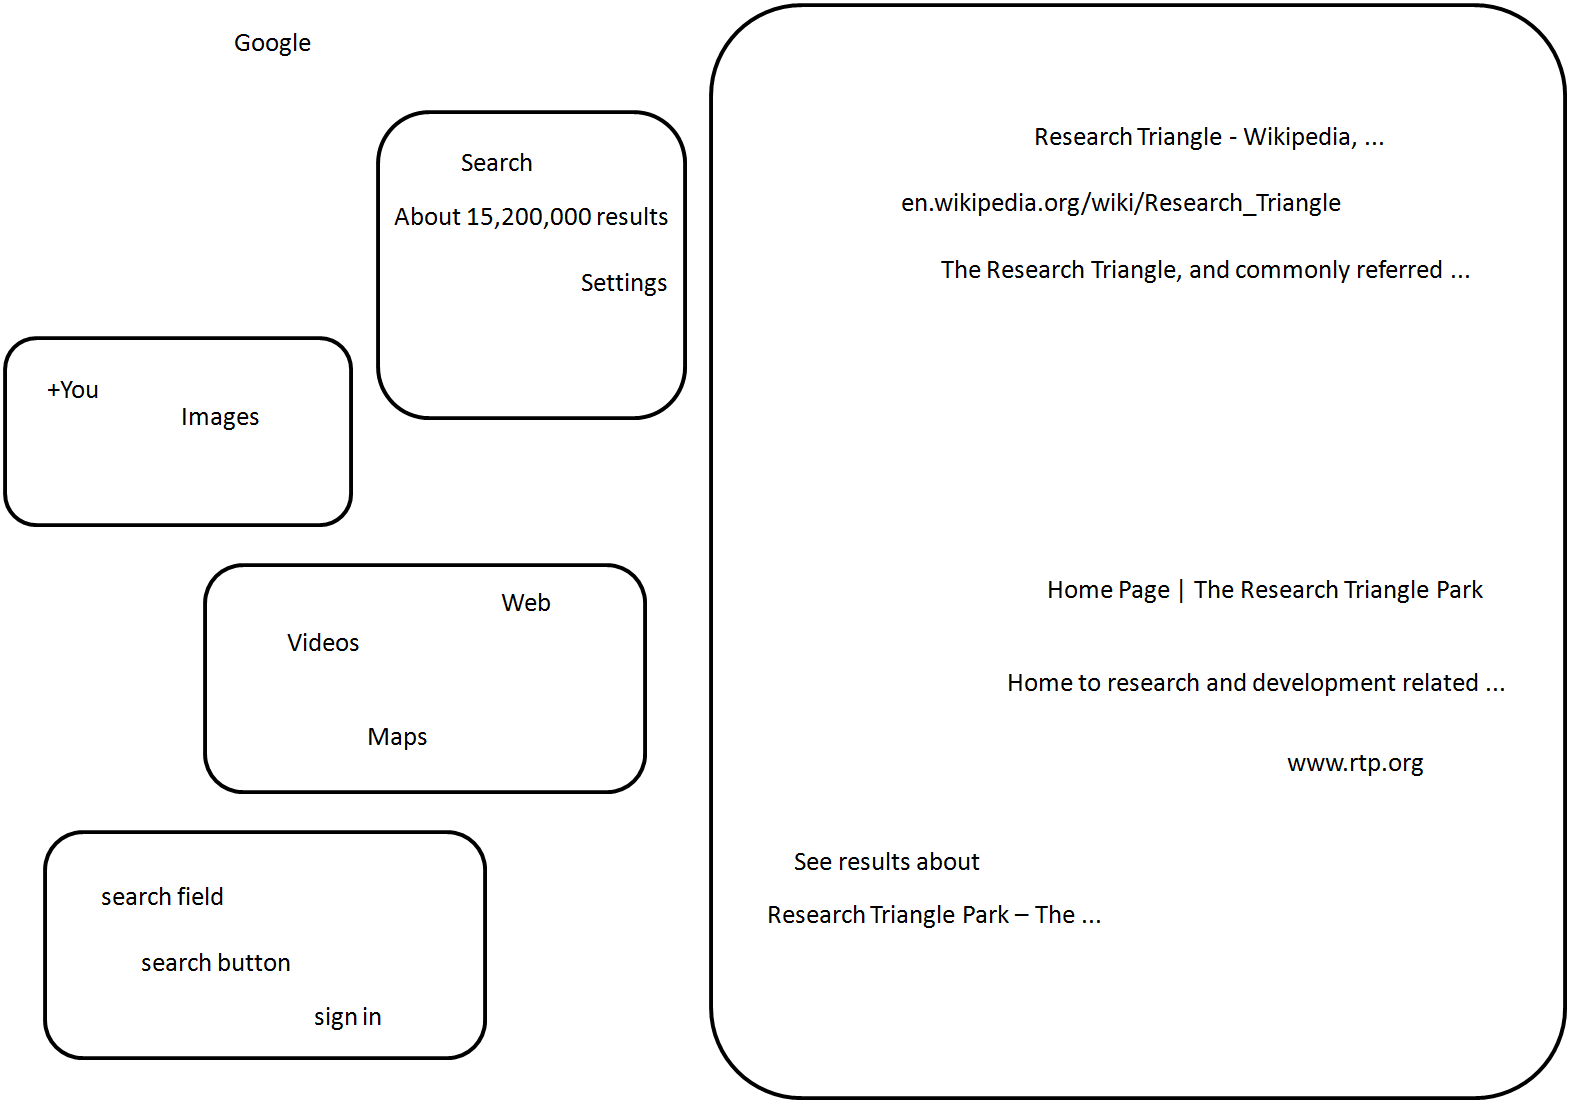 Google
Search
About 15,200,000 results
Settings
+You
Images
Web
Videos
Maps
search field
search button
sign in
Research Triangle - Wikipedia, ...
en.wikipedia.org/wiki/Research_Triangle
The Research Triangle, and commonly referred ...
Home Page | The Research Triangle Park
Home to research and development related ...
www.rtp.org
See results about
Research Triangle Park – The ...